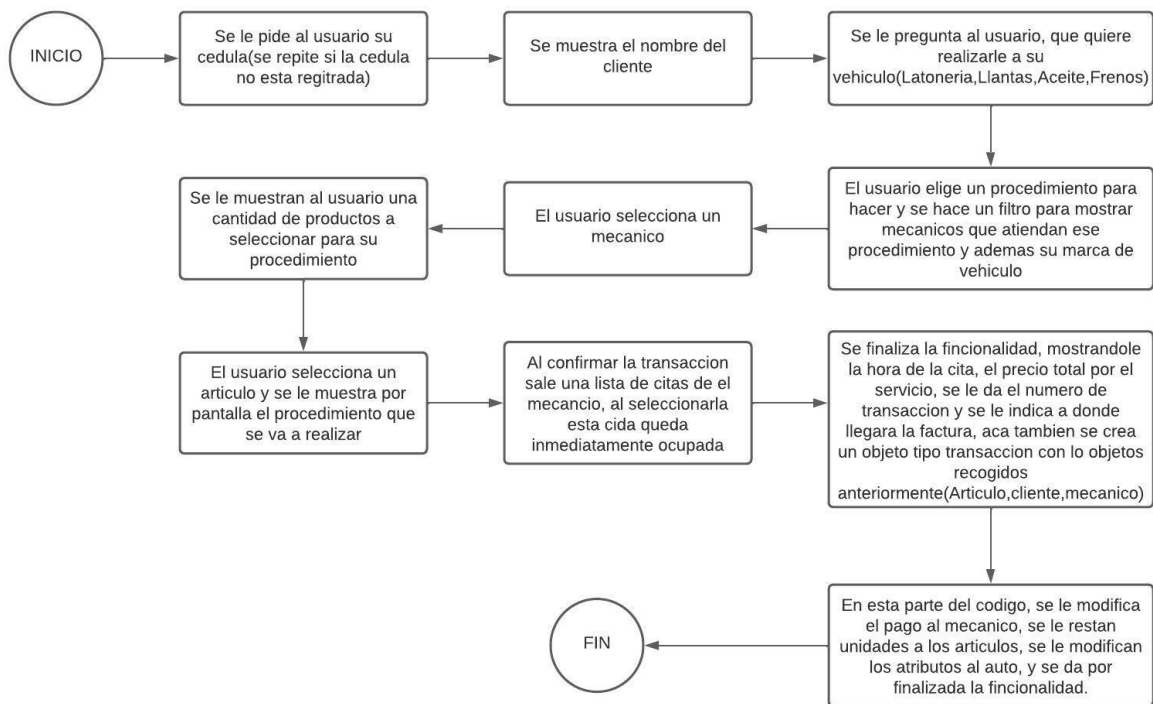 INICIO
Se le pide al usuario su
cedula(se repite si la cedula
no esta regitrada)
Se muestra el nombre del
cliente
Se le pregunta al usuario, que quiere
realizarle a su
vehiculo(Latoneria,Llantas,Aceite,Frenos)
El usuario elige un procedimiento para
hacer y se hace un filtro para mostrar
mecanicos que atiendan ese
procedimiento y ademas su marca de
vehiculo
El usuario selecciona un
mecanico
Se le muestran al usuario una
cantidad de productos a
seleccionar para su
procedimiento
El usuario selecciona un
articulo y se le muestra por
pantalla el procedimiento que
se va a realizar
Al confirmar la transaccion
sale una lista de citas de el
mecancio, al seleccionarla
esta cida queda
inmediatamente ocupada
Se finaliza la fincionalidad, mostrandole
la hora de la cita, el precio total por el
servicio, se le da el numero de
transaccion y se le indica a donde
llegara la factura, aca tambien se crea
un objeto tipo transaccion con lo objetos
recogidos
anteriormente(Articulo,cliente,mecanico)
En esta parte del codigo, se le modifica
el pago al mecanico, se le restan
unidades a los articulos, se le modifican
los atributos al auto, y se da por
finalizada la fincionalidad.
FIN